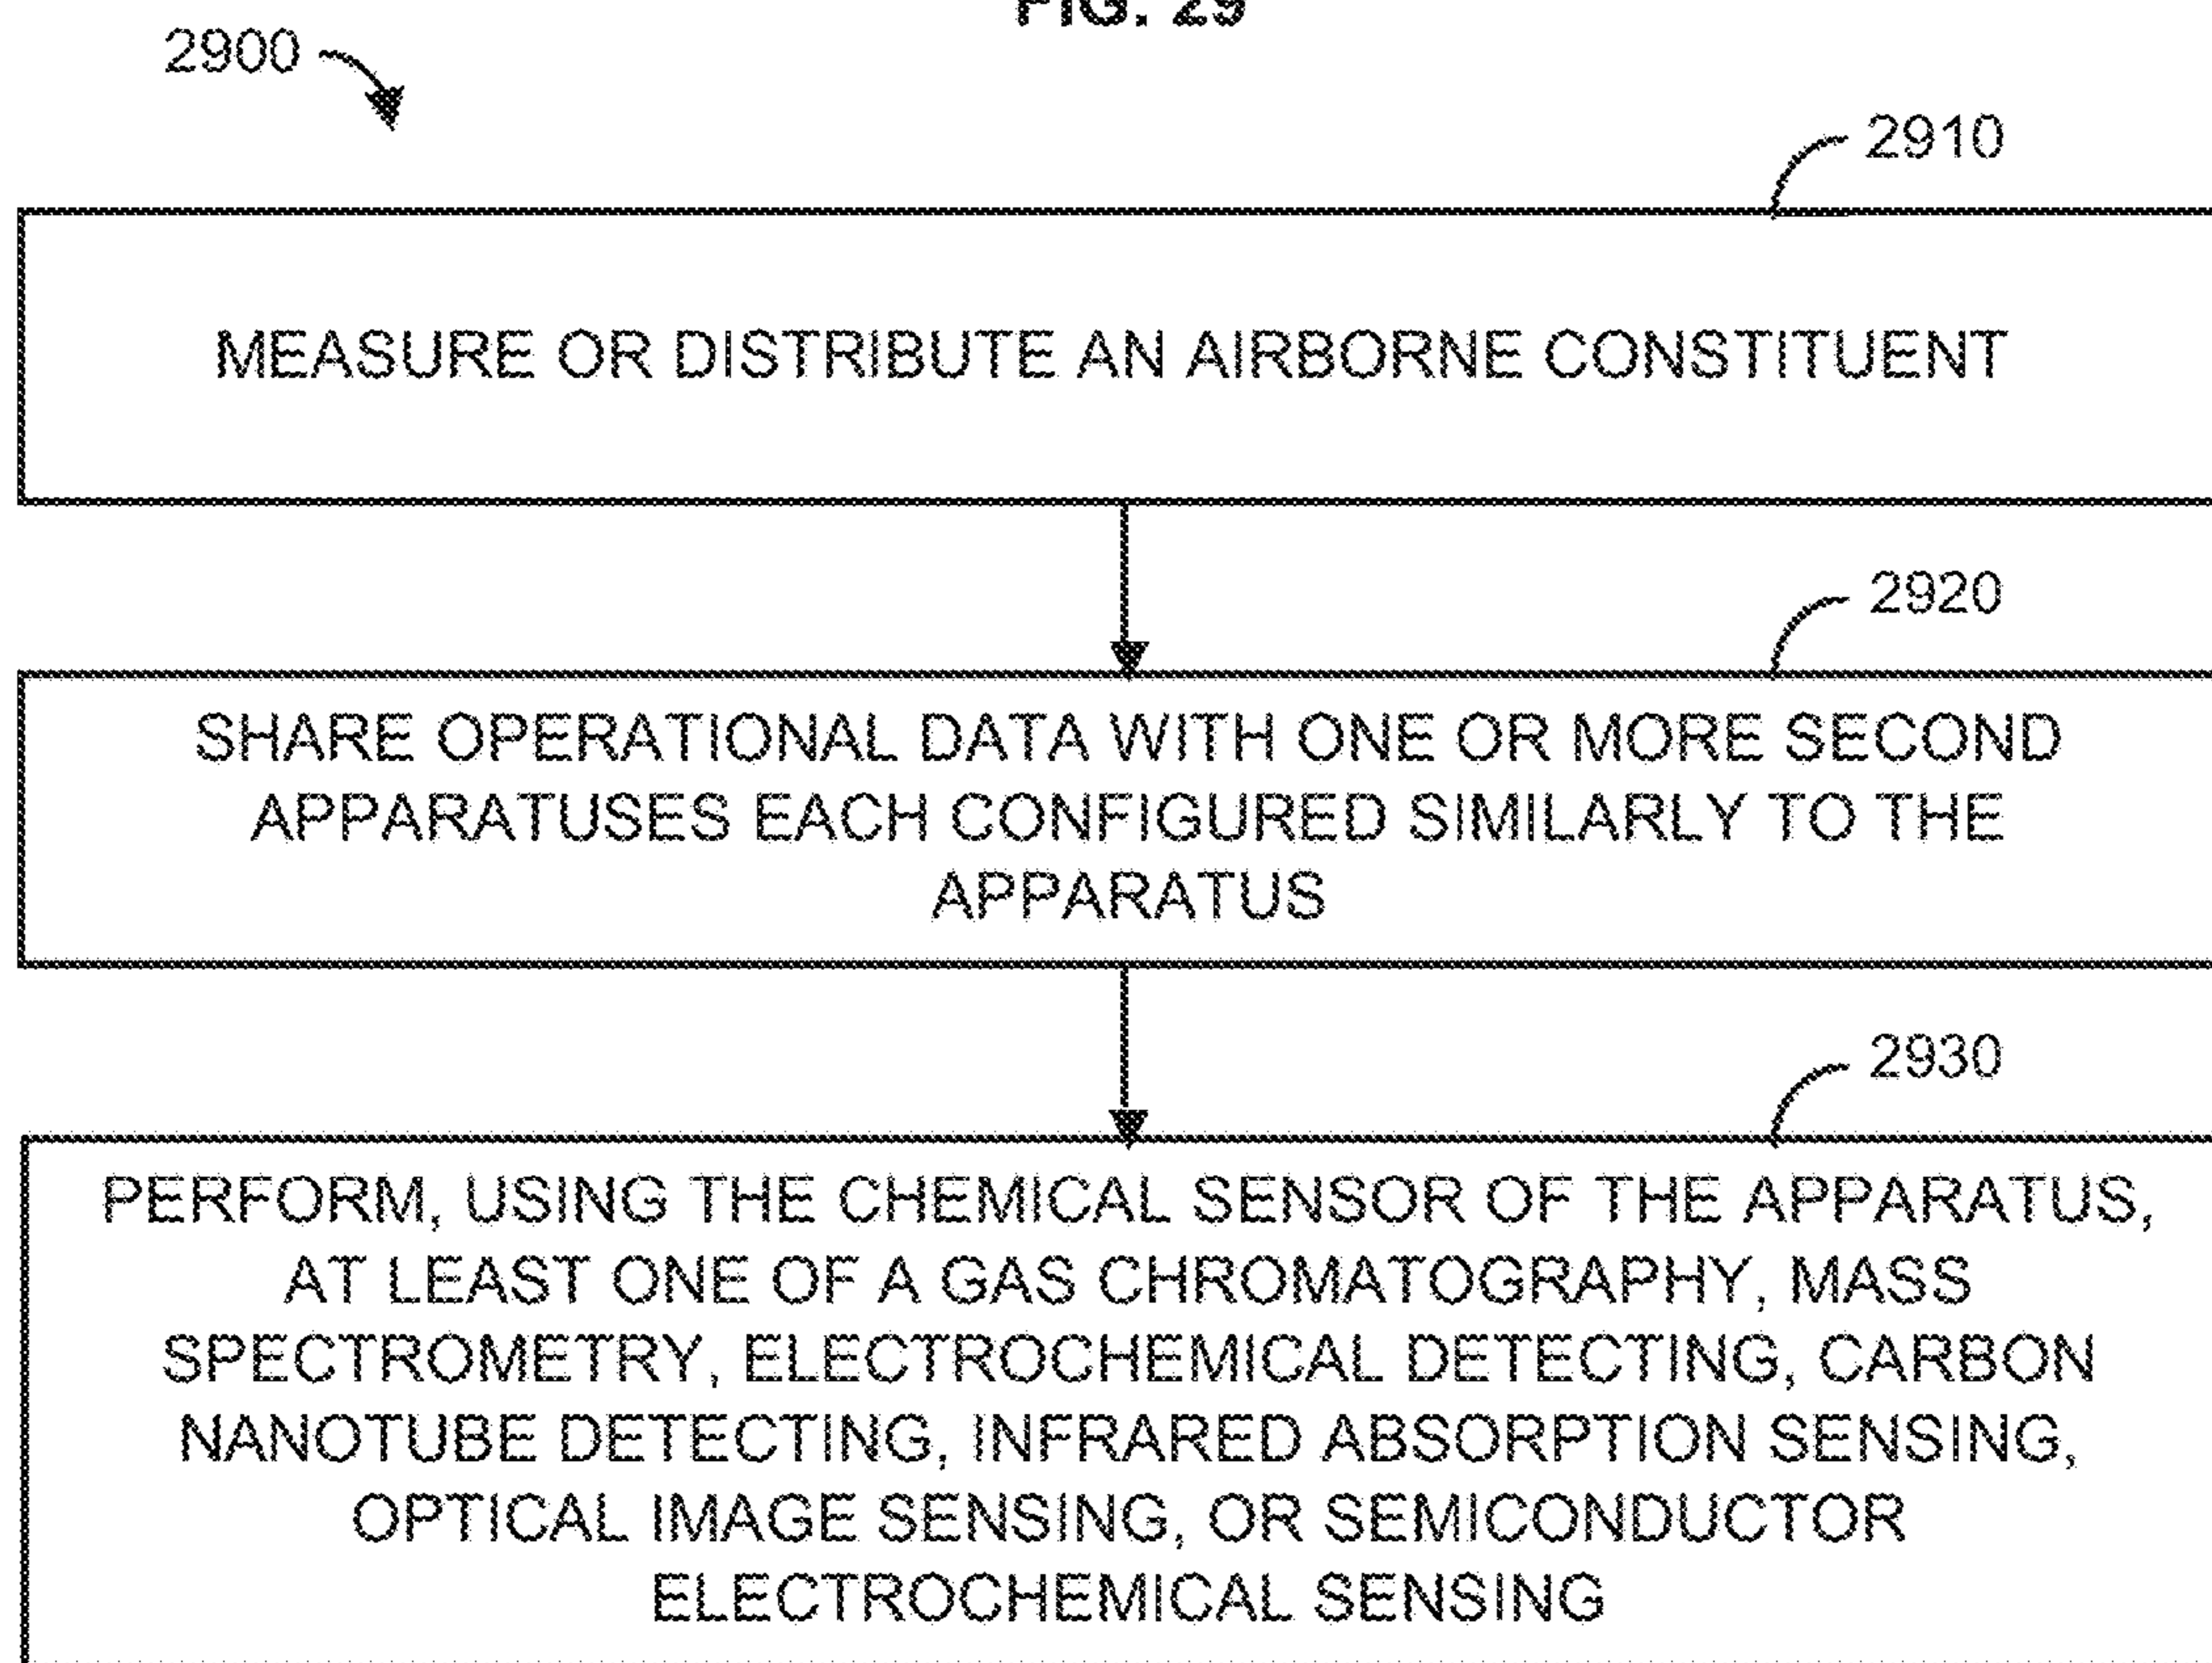 FIG. 29
2900
2910
MEASURE OR DISTRIBUTE AN AIRBORNE CONSTITUENT
2920
SHARE OPERATIONAL DATA WITH ONE OR MORE SECOND
APPARATUSES EACH CONFIGURED SIMILARLY TO THE
APPARATUS
2930
PERFORM, USING THE CHEMICAL SENSOR OF THE APPARATUS,
AT LEAST ONE OF A GAS CHROMATOGRAPHY, MASS
SPECTROMETRY, ELECTROCHEMICAL DETECTING, CARBON
NANOTUBE DETECTING, INFRARED ABSORPTION SENSING,
OPTICAL IMAGE SENSING, OR SEMICONDUCTOR
ELECTROCHEMICAL SENSING